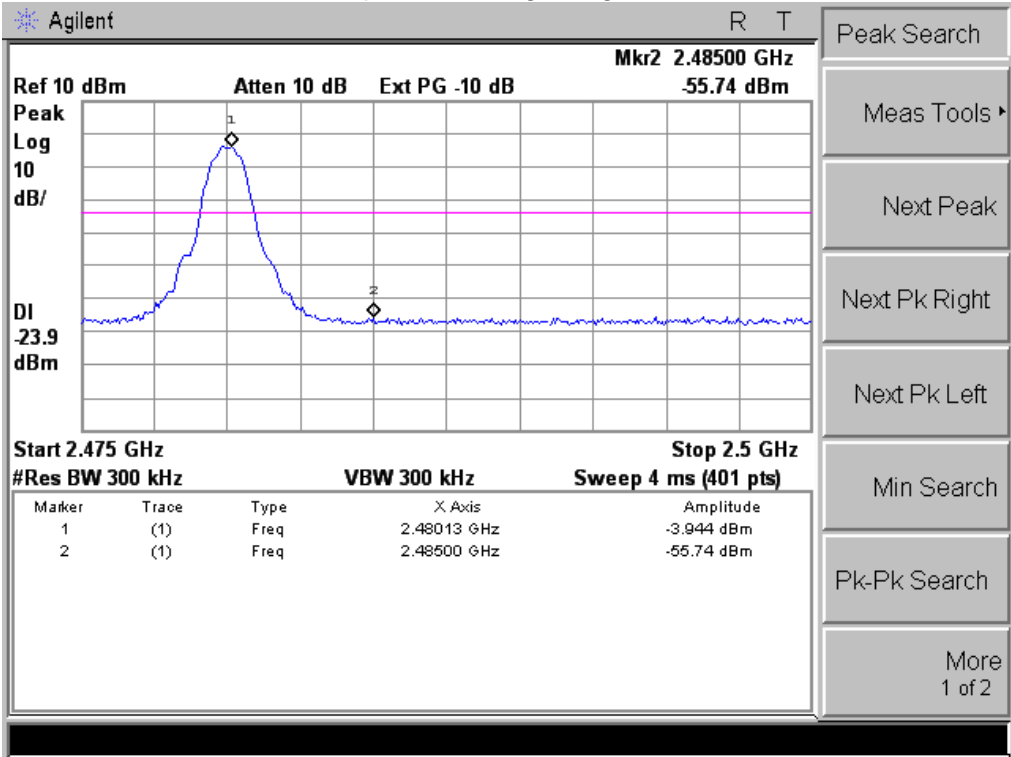 Agilent
R T
Mkr2 2.48500 GHz
Ref 10 dBm Atten 10 dB Ext PG -10 dB -55.74 dBm
Peak
Log
10
dB/
1
2
DI
-23.9
dBm
Start 2.475 GHz Stop 2.5 GHz
#Res BW 300 kHz VBW 300 kHz Sweep 4 ms (401 pts)
Marker Trace Type X Axis Amplitude
1 (1) Freq 2.48013 GHz -3.944 dBm
2 (1) Freq 2.48500 GHz -55.74 dBm
Peak Search
Meas Tools
Next Peak
Next Pk Right
Next Pk Left
Min Search
Pk-Pk Search
More
1 of 2